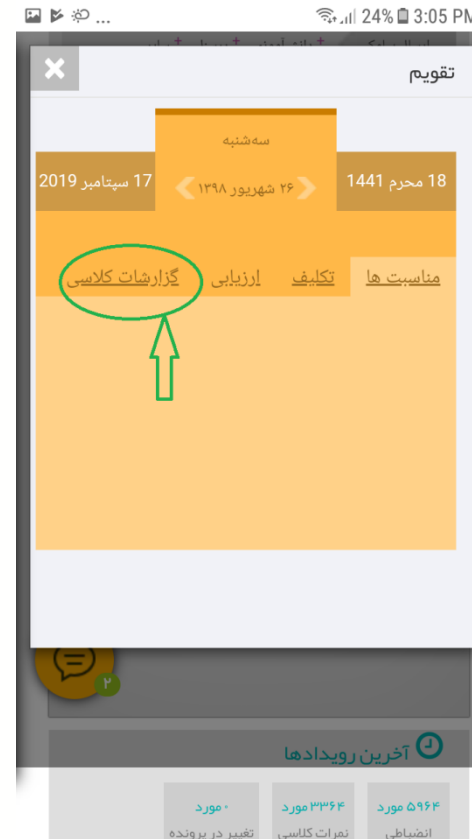 ... 24% 3:05 PM
تقویم
سه‌شنبه
18 محرم 1441
۲۶ شهریور ۱۳۹۸
17 سپتامبر 2019
مناسبت ها تکلیف ارزیابی گزارشات کلاسی
۲
آخرین رویدادها
۵۹۶۴ مورد ۳۳۶۴ مورد ۰ مورد
انضباطی نمرات کلاسی تغییر در پرونده